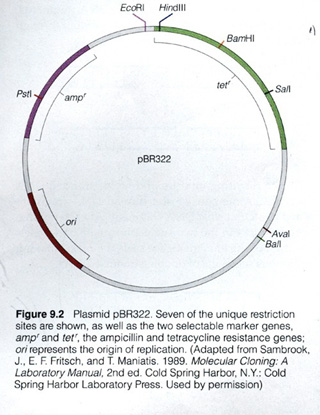 EcoRI HindIII
BamHI
tetʳ
SalI
PstI
ampʳ
pBR322
ori
AvaI
BalI
Figure 9.2 Plasmid pBR322. Seven of the unique restriction
sites are shown, as well as the two selectable marker genes,
ampʳ and tetʳ, the ampicillin and tetracycline resistance genes;
ori represents the origin of replication. (Adapted from Sambrook,
J., E. F. Fritsch, and T. Maniatis. 1989. Molecular Cloning: A
Laboratory Manual, 2nd ed. Cold Spring Harbor, N.Y.: Cold
Spring Harbor Laboratory Press. Used by permission)